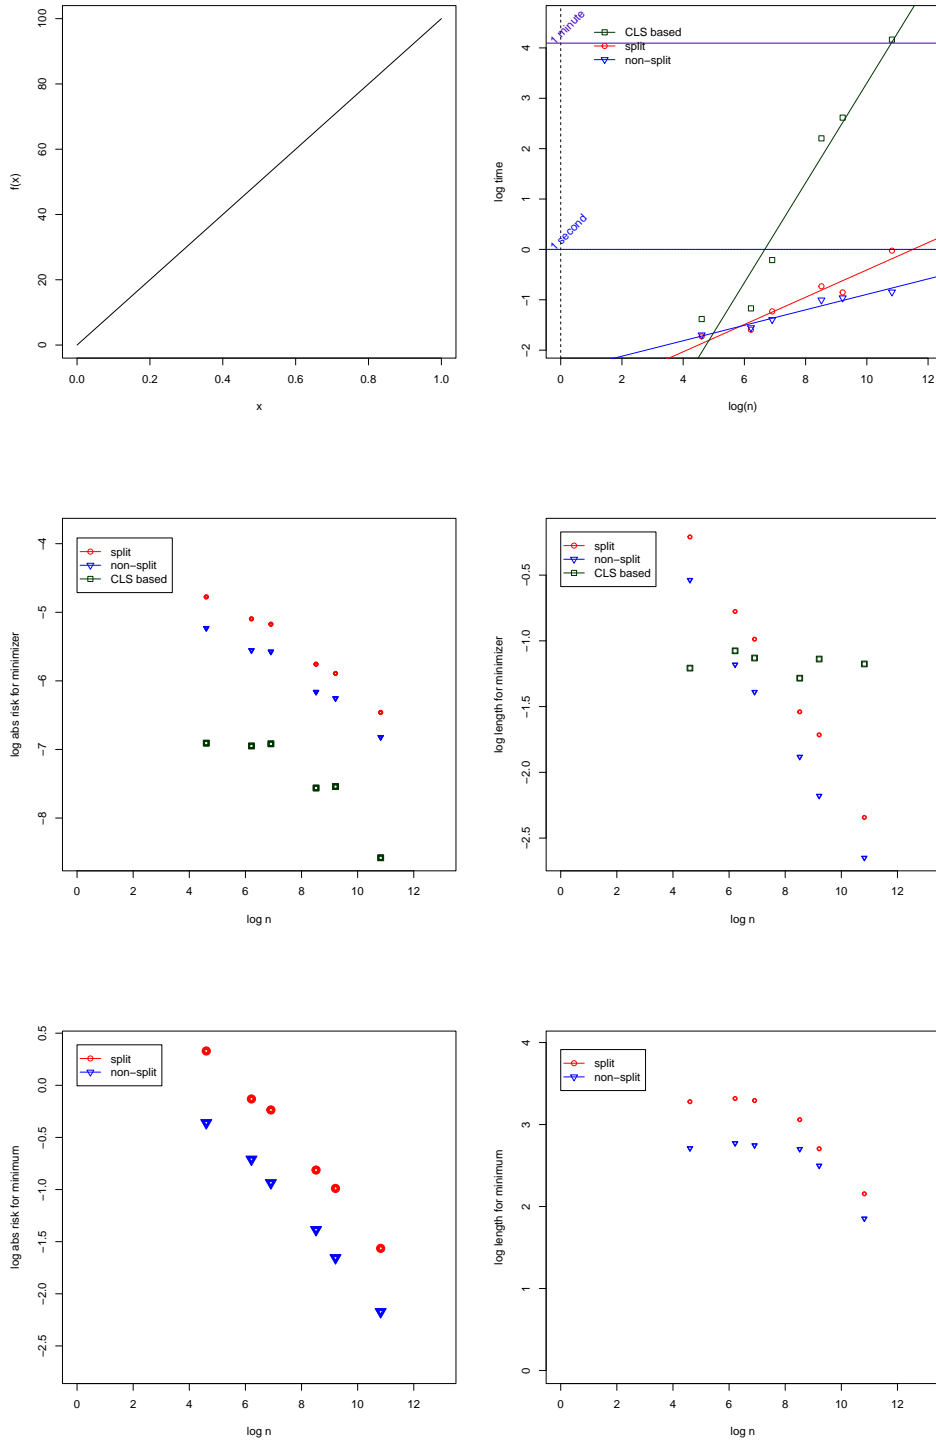 f(x)
100
80
60
40
20
0
0.0 0.2 0.4 0.6 0.8 1.0
x
log time
4
3
2
1
0
−1
−2
1 minute
1 second
CLS based
split
non−split
0 2 4 6 8 10 12
log(n)
log abs risk for minimizer
−4
−5
−6
−7
−8
split
non−split
CLS based
0 2 4 6 8 10 12
log n
log length for minimizer
−0.5
−1.0
−1.5
−2.0
−2.5
split
non−split
CLS based
0 2 4 6 8 10 12
log n
log abs risk for minimum
0.5
0.0
−0.5
−1.0
−1.5
−2.0
−2.5
split
non−split
0 2 4 6 8 10 12
log n
log length for minimum
4
3
2
1
0
split
non−split
0 2 4 6 8 10 12
log n